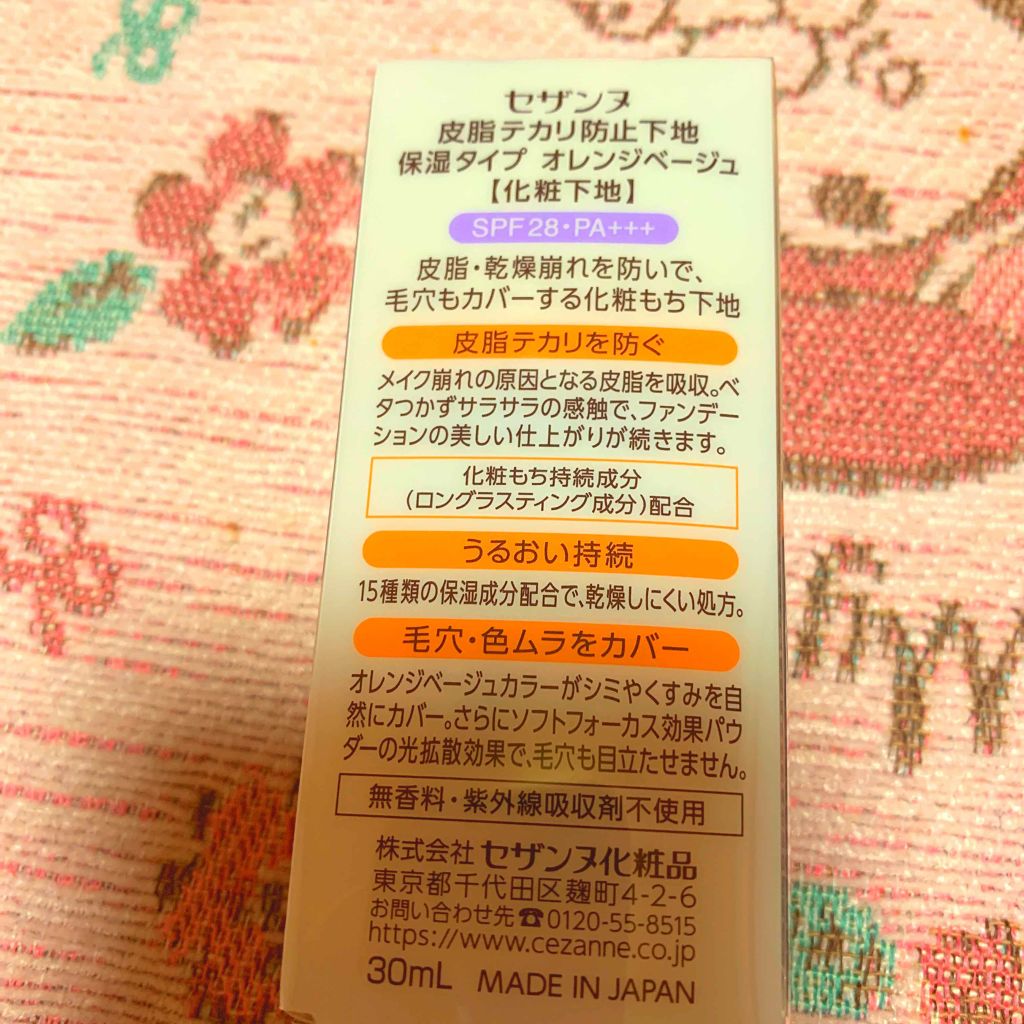 セザンヌ
皮脂テカリ防止下地
保湿タイプ オレンジベージュ
【化粧下地】
SPF28・PA+++
皮脂・乾燥崩れを防いで、
毛穴もカバーする化粧もち下地
皮脂テカリを防ぐ
メイク崩れの原因となる皮脂を吸収。ベ
タつかずサラサラの感触で、ファンデー
ションの美しい仕上がりが続きます。
化粧もち持続成分
(ロングラスティング成分)配合
うるおい持続
15種類の保湿成分配合で、乾燥しにくい処方。
毛穴・色ムラをカバー
オレンジベージュカラーがシミやくすみを自
然にカバー。さらにソフトフォーカス効果パウ
ダーの光拡散効果で、毛穴も目立たせません。
無香料・紫外線吸収剤不使用
株式会社 セザンヌ化粧品
東京都千代田区麹町4-2-6
お問い合わせ先☎0120-55-8515
https://www.cezanne.co.jp
30mL MADE IN JAPAN